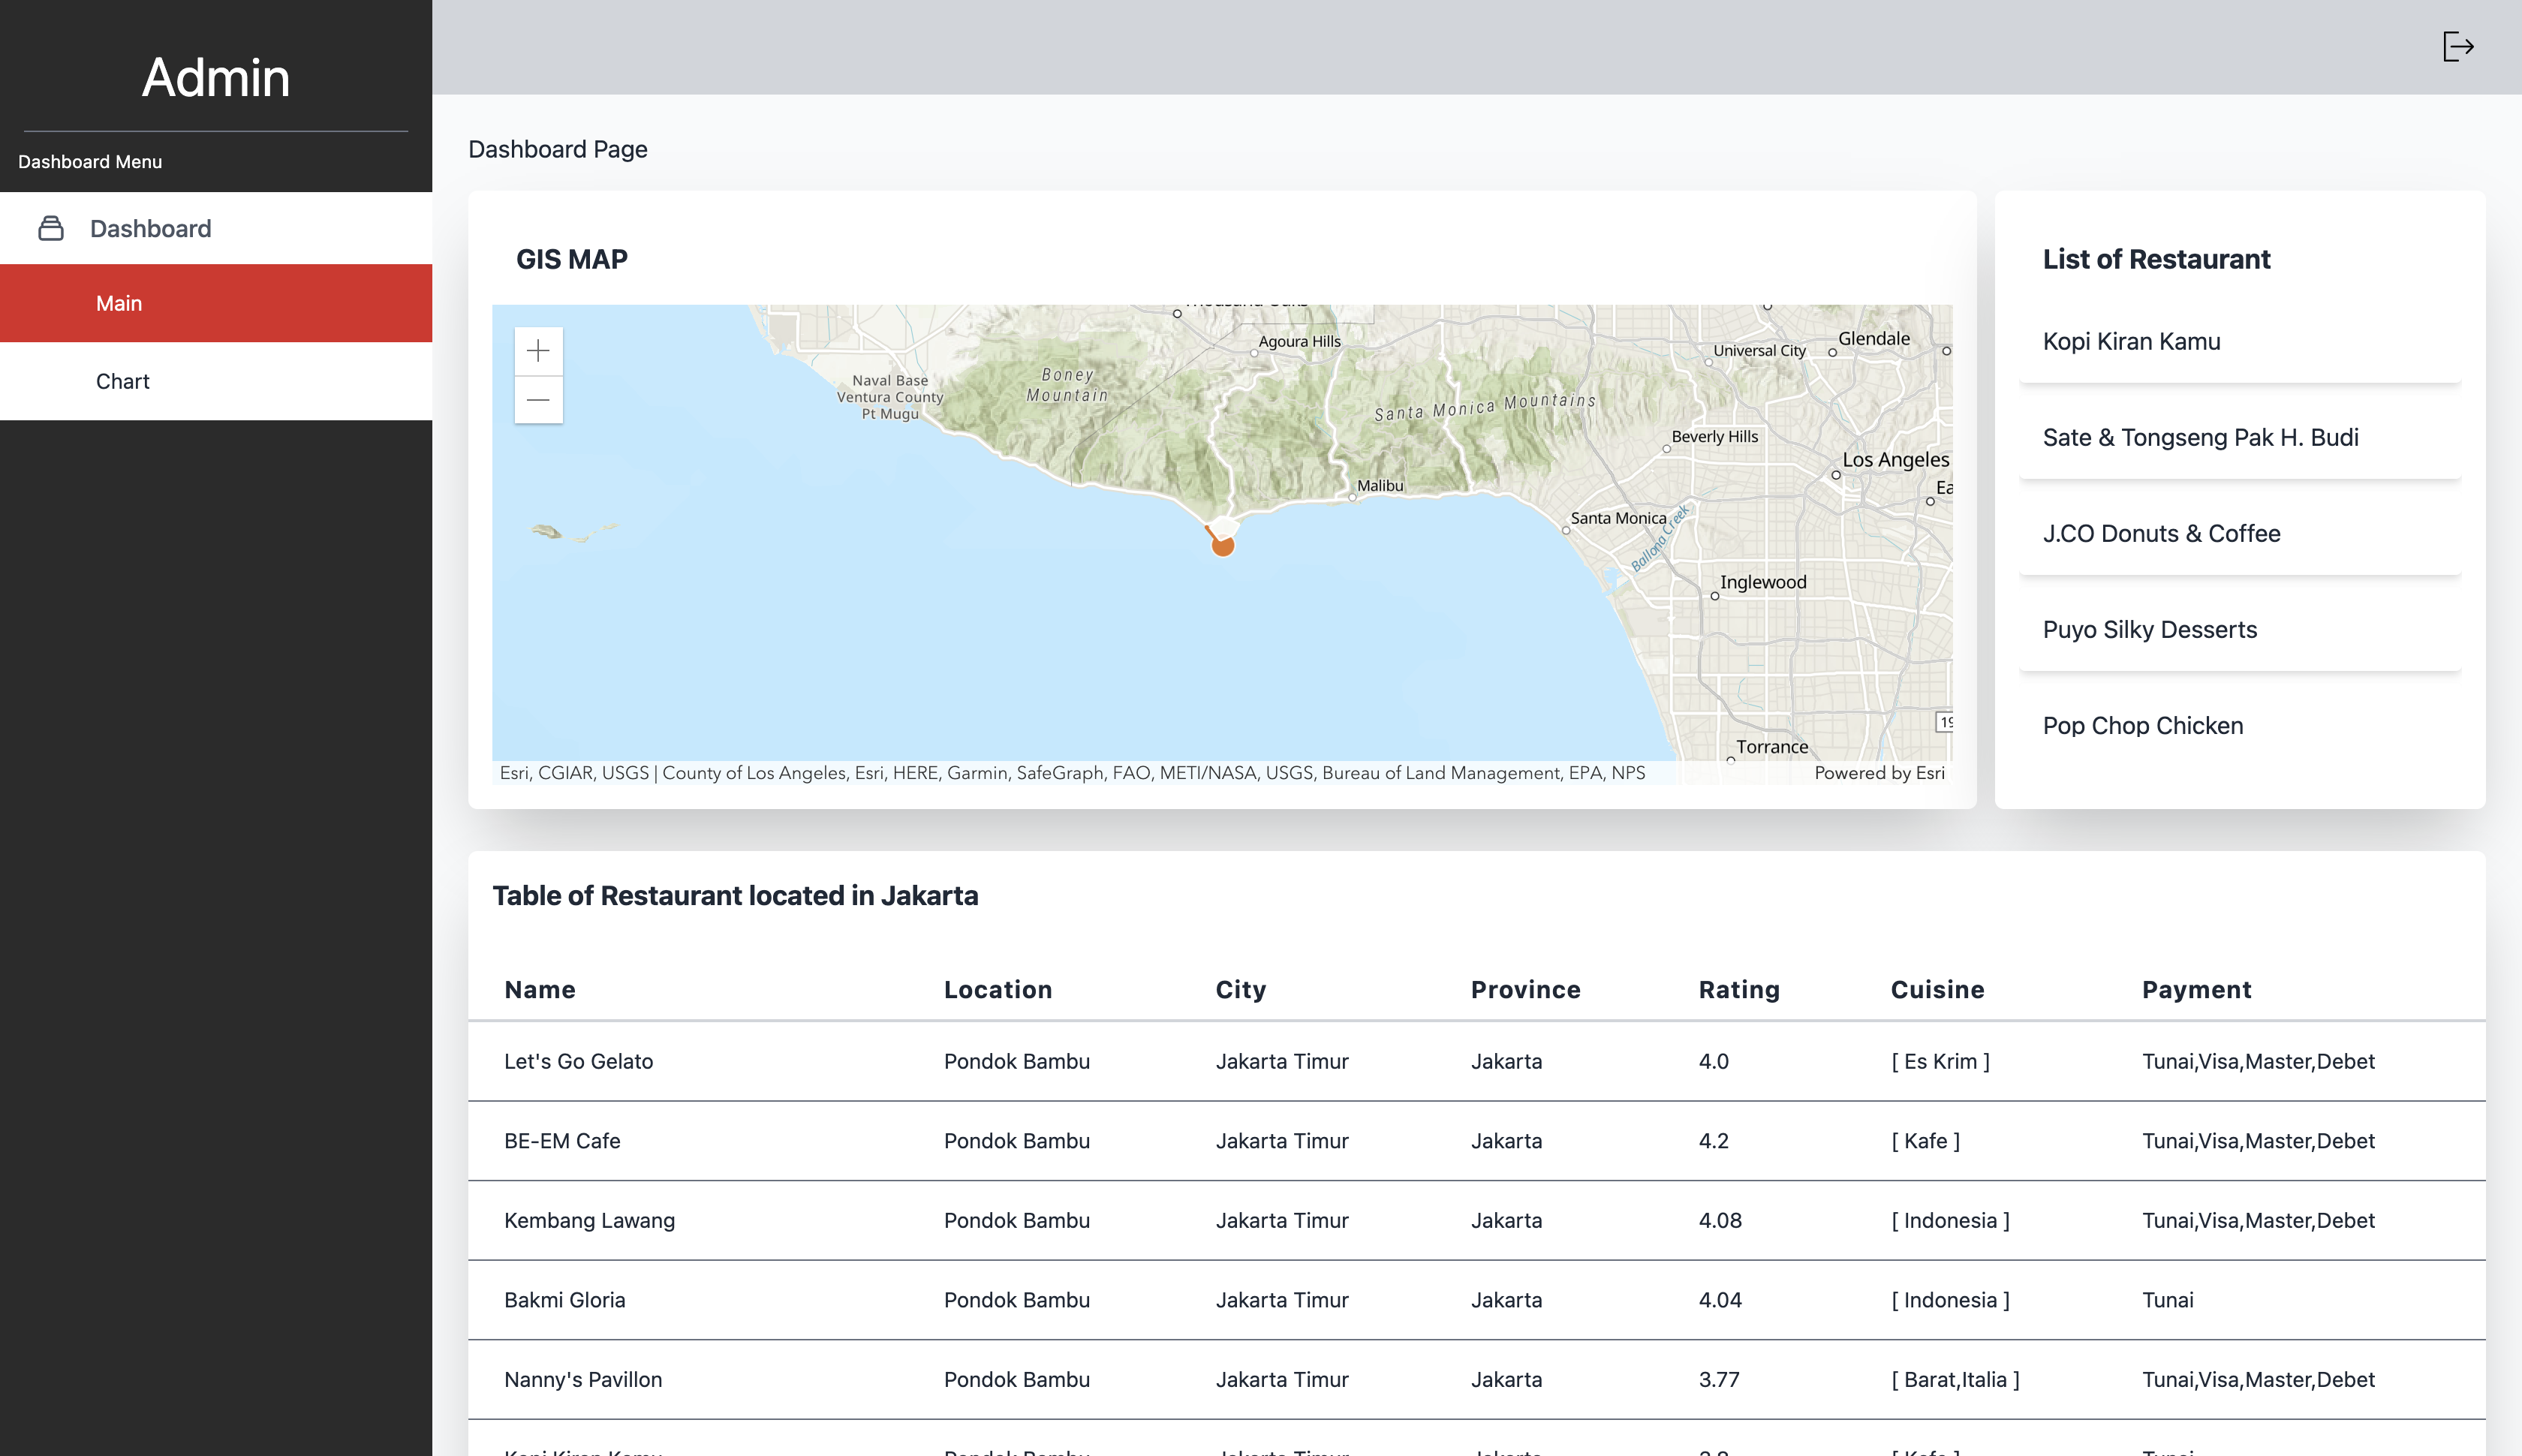 Admin
Dashboard Menu
Dashboard
Main
Chart
Dashboard Page
GIS MAP
Agoura Hills
Universal City
Glendale
Boney
Mountain
Naval Base
Ventura County
Pt Mugu
Santa Monica Mountains
Beverly Hills
Los Angeles
Malibu
Santa Monica
Ballona Creek
Inglewood
Torrance
Esri, CGIAR, USGS | County of Los Angeles, Esri, HERE, Garmin, SafeGraph, FAO, METI/NASA, USGS, Bureau of Land Management, EPA, NPS
Powered by Esri
List of Restaurant
Kopi Kiran Kamu
Sate & Tongseng Pak H. Budi
J.CO Donuts & Coffee
Puyo Silky Desserts
Pop Chop Chicken
Table of Restaurant located in Jakarta
Name Location City Province Rating Cuisine Payment
Let's Go Gelato Pondok Bambu Jakarta Timur Jakarta 4.0 [ Es Krim ] Tunai,Visa,Master,Debet
BE-EM Cafe Pondok Bambu Jakarta Timur Jakarta 4.2 [ Kafe ] Tunai,Visa,Master,Debet
Kembang Lawang Pondok Bambu Jakarta Timur Jakarta 4.08 [ Indonesia ] Tunai,Visa,Master,Debet
Bakmi Gloria Pondok Bambu Jakarta Timur Jakarta 4.04 [ Indonesia ] Tunai
Nanny's Pavillon Pondok Bambu Jakarta Timur Jakarta 3.77 [ Barat,Italia ] Tunai,Visa,Master,Debet